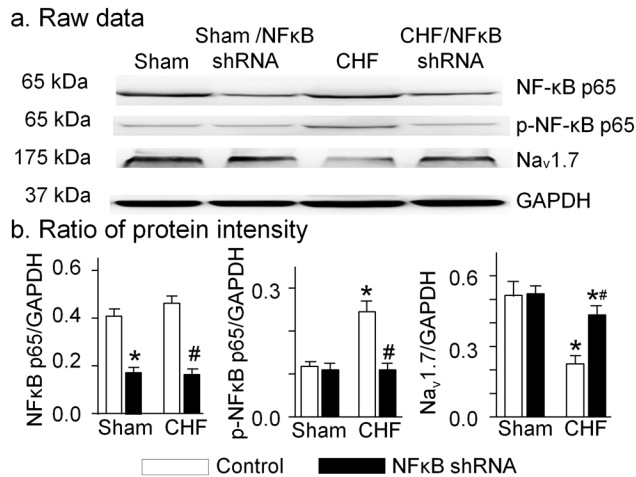 a. Raw data
Sham
Sham /NFκB
shRNA
CHF
CHF/NFκB
shRNA
65 kDa
NF-κB p65
65 kDa
p-NF-κB p65
175 kDa
Nav1.7
37 kDa
GAPDH
b. Ratio of protein intensity
NFκB p65/GAPDH
0.6
0.4
0.2
0.0
*
#
Sham CHF
p-NFκB p65/GAPDH
0.3
0.0
*
#
Sham CHF
Nav1.7/GAPDH
0.6
0.3
0.0
*
*#
Sham CHF
Control
NFκB shRNA